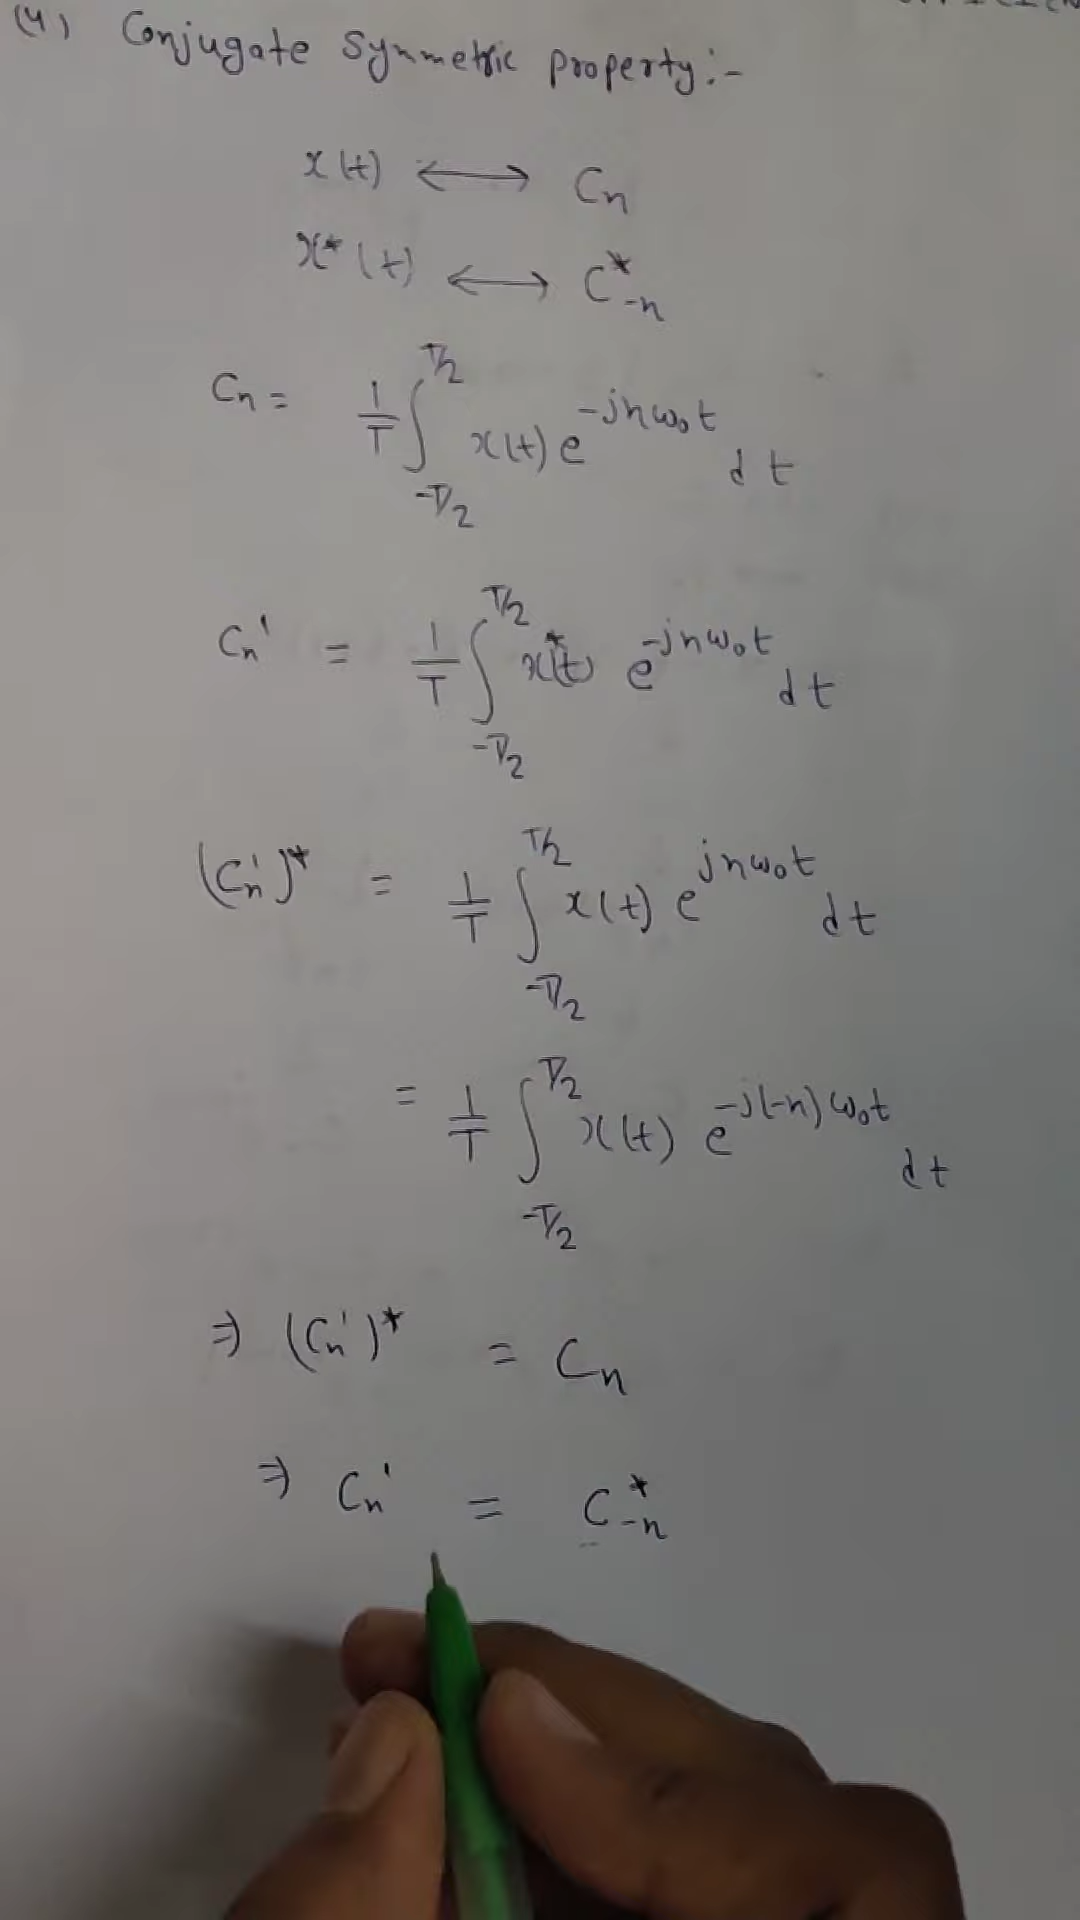 (4) Conjugate Symmetric property:-
x(t) ⟷ Cn
x*(t) ⟷ C*-n
Cn = 1/T ∫_{-T/2}^{T/2} x(t) e^{-jnω₀t} dt
Cn' = 1/T ∫_{-T/2}^{T/2} x*(t) e^{-jnω₀t} dt
(Cn')* = 1/T ∫_{-T/2}^{T/2} x(t) e^{jnω₀t} dt
= 1/T ∫_{-T/2}^{T/2} x(t) e^{-j(-n)ω₀t} dt
⇒ (Cn')* = Cn
⇒ Cn' = C*-n